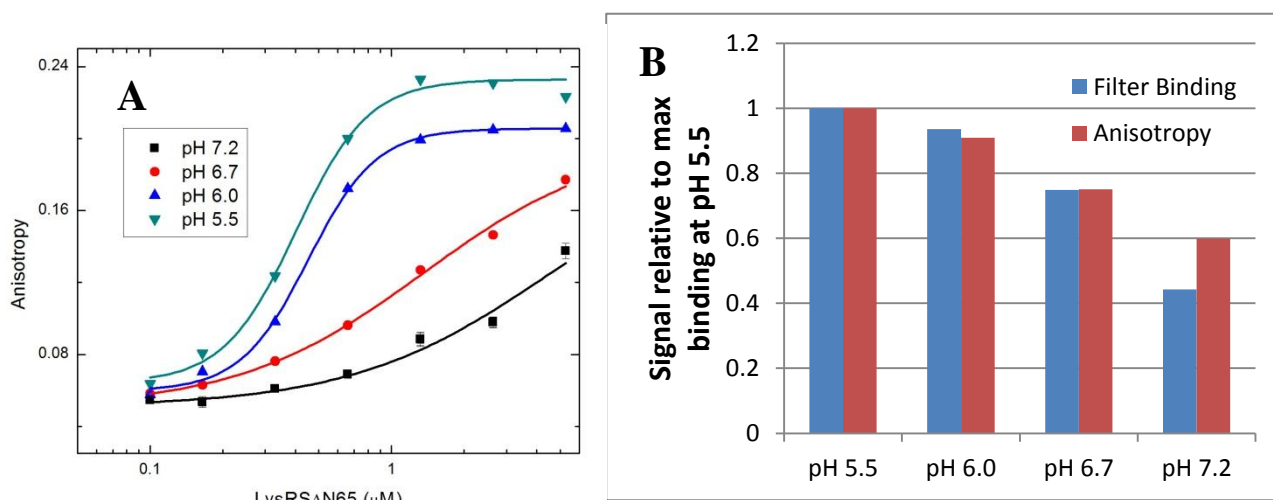 A
0.24
0.16
0.08
Anisotropy
pH 7.2
pH 6.7
pH 6.0
pH 5.5
0.1
1
LysRSΔN65 (μM)
B
Signal relative to max
binding at pH 5.5
1.2
1
0.8
0.6
0.4
0.2
0
Filter Binding
Anisotropy
pH 5.5
pH 6.0
pH 6.7
pH 7.2